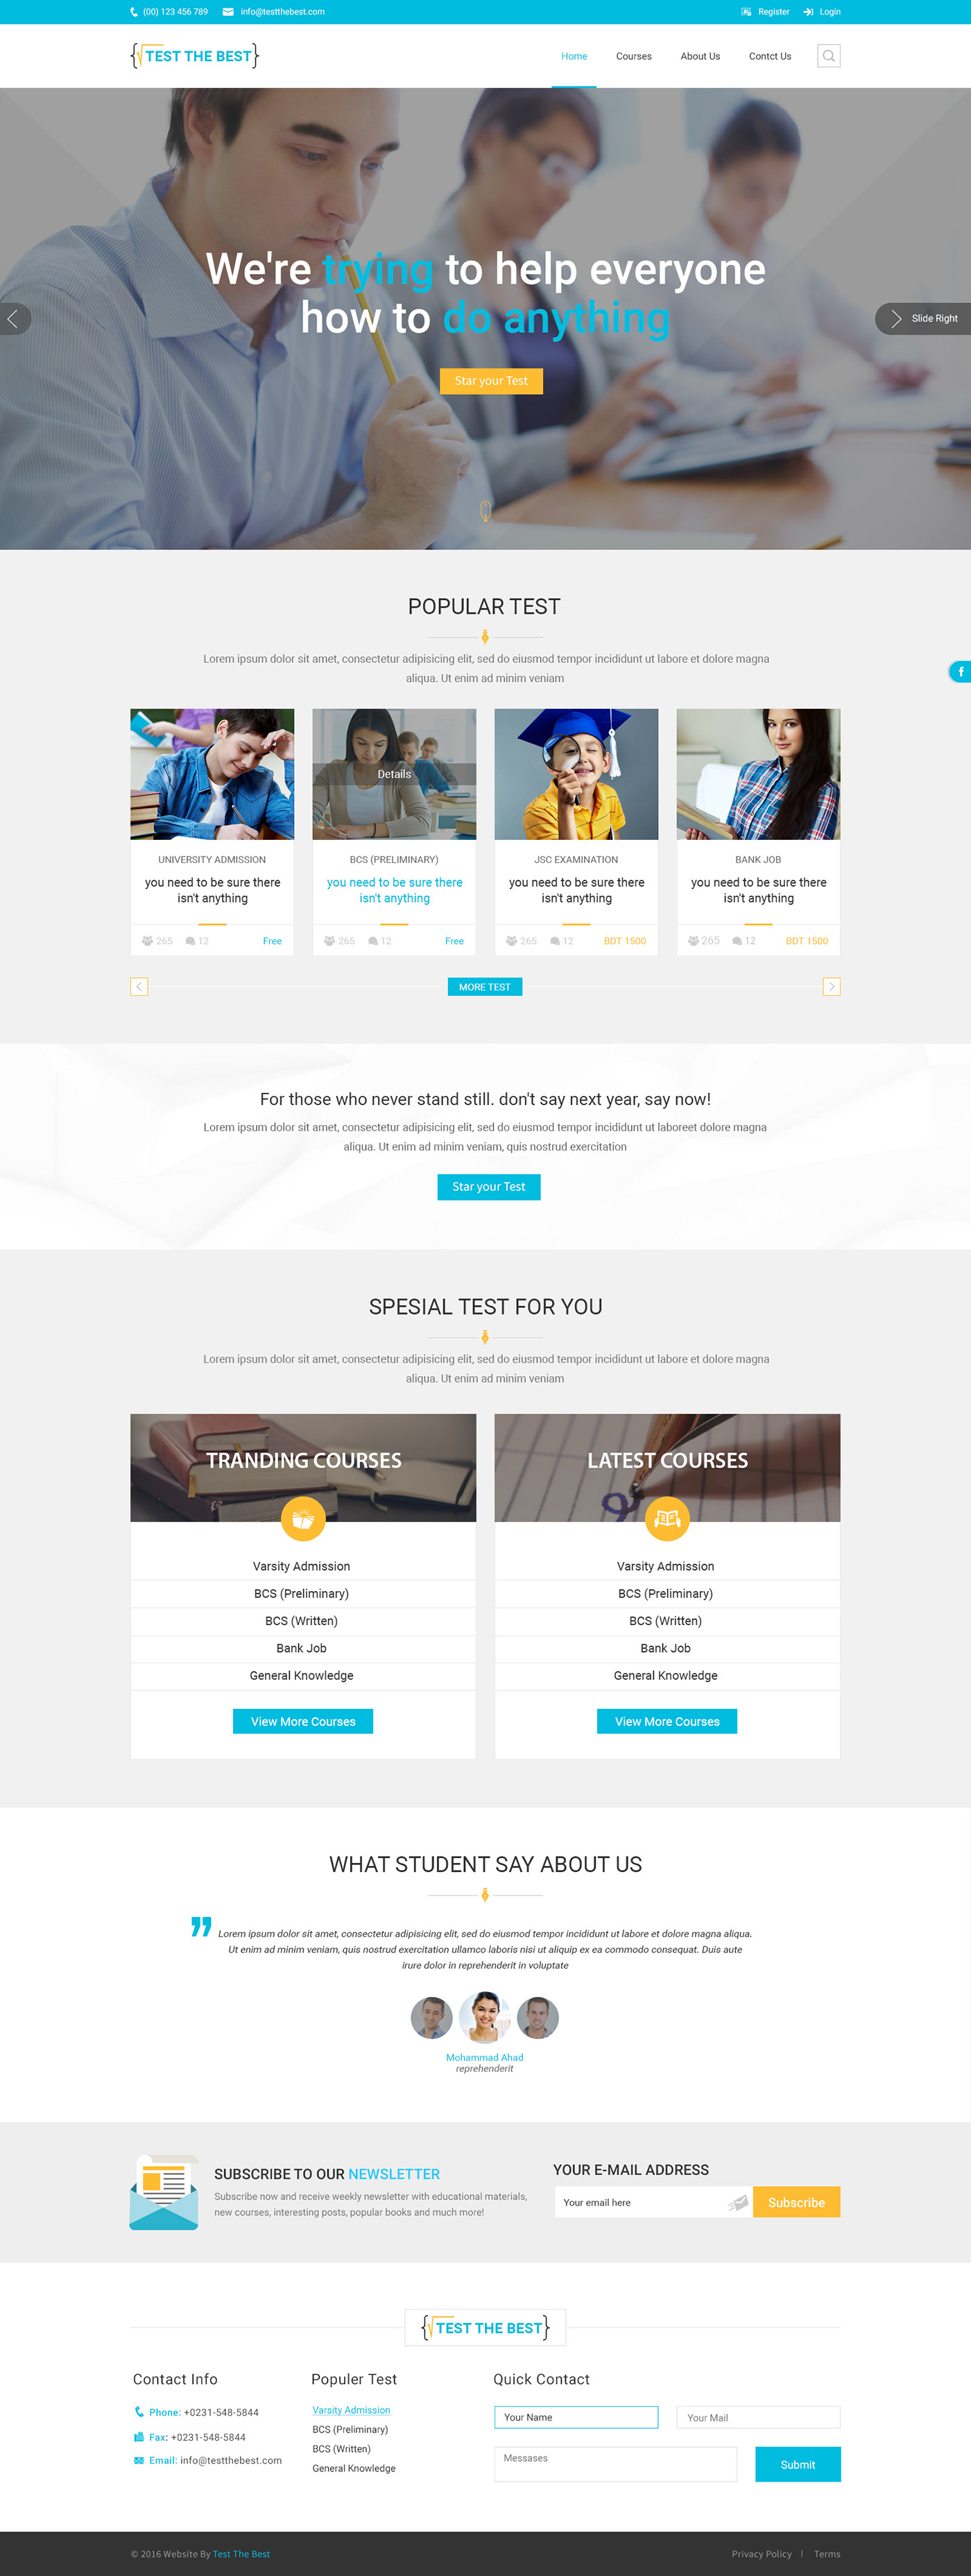 (00) 123 456 789 info@testthebest.com Register Login
{√TEST THE BEST} Home Courses About Us Contct Us
We're trying to help everyone
how to do anything
Slide Right
Star your Test
POPULAR TEST
Lorem ipsum dolor sit amet, consectetur adipisicing elit, sed do eiusmod tempor incididunt ut labore et dolore magna
aliqua. Ut enim ad minim veniam
f
Details
UNIVERSITY ADMISSION
you need to be sure there
isn't anything
265 12 Free
BCS (PRELIMINARY)
you need to be sure there
isn't anything
265 12 Free
JSC EXAMINATION
you need to be sure there
isn't anything
265 12 BDT 1500
BANK JOB
you need to be sure there
isn't anything
265 12 BDT 1500
MORE TEST
For those who never stand still. don't say next year, say now!
Lorem ipsum dolor sit amet, consectetur adipisicing elit, sed do eiusmod tempor incididunt ut laboreet dolore magna
aliqua. Ut enim ad minim veniam, quis nostrud exercitation
Star your Test
SPESIAL TEST FOR YOU
Lorem ipsum dolor sit amet, consectetur adipisicing elit, sed do eiusmod tempor incididunt ut labore et dolore magna
aliqua. Ut enim ad minim veniam
TRANDING COURSES
Varsity Admission
BCS (Preliminary)
BCS (Written)
Bank Job
General Knowledge
View More Courses
LATEST COURSES
Varsity Admission
BCS (Preliminary)
BCS (Written)
Bank Job
General Knowledge
View More Courses
WHAT STUDENT SAY ABOUT US
” Lorem ipsum dolor sit amet, consectetur adipisicing elit, sed do eiusmod tempor incididunt ut labore et dolore magna aliqua.
Ut enim ad minim veniam, quis nostrud exercitation ullamco laboris nisi ut aliquip ex ea commodo consequat. Duis aute
irure dolor in reprehenderit in voluptate
Mohammad Ahad
reprehenderit
SUBSCRIBE TO OUR NEWSLETTER
Subscribe now and receive weekly newsletter with educational materials,
new courses, interesting posts, popular books and much more!
YOUR E-MAIL ADDRESS
Your email here Subscribe
{√TEST THE BEST}
Contact Info
Phone: +0231-548-5844
Fax: +0231-548-5844
Email: info@testthebest.com
Populer Test
Varsity Admission
BCS (Preliminary)
BCS (Written)
General Knowledge
Quick Contact
Your Name Your Mail
Messases
Submit
© 2016 Website By Test The Best Privacy Policy | Terms